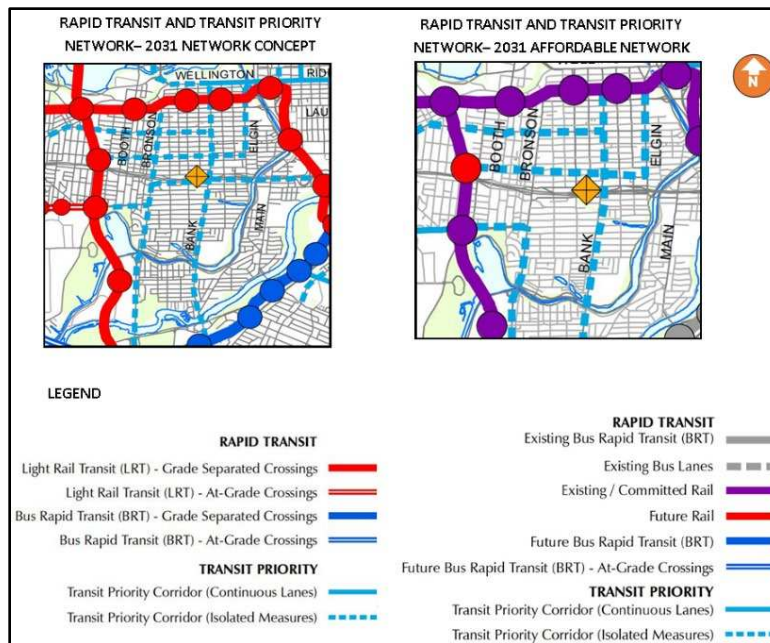 RAPID TRANSIT AND TRANSIT PRIORITY
NETWORK– 2031 NETWORK CONCEPT
RAPID TRANSIT AND TRANSIT PRIORITY
NETWORK– 2031 AFFORDABLE NETWORK
N
WELLINGTON
RID
LAU
BOOTH
BRONSON
ELGIN
BANK
MAIN
BOOTH
BRONSON
ELGIN
BANK
MAIN
LEGEND
RAPID TRANSIT
Light Rail Transit (LRT) - Grade Separated Crossings
Light Rail Transit (LRT) - At-Grade Crossings
Bus Rapid Transit (BRT) - Grade Separated Crossings
Bus Rapid Transit (BRT) - At-Grade Crossings
TRANSIT PRIORITY
Transit Priority Corridor (Continuous Lanes)
Transit Priority Corridor (Isolated Measures)
RAPID TRANSIT
Existing Bus Rapid Transit (BRT)
Existing Bus Lanes
Existing / Committed Rail
Future Rail
Future Bus Rapid Transit (BRT)
Future Bus Rapid Transit (BRT) - At-Grade Crossings
TRANSIT PRIORITY
Transit Priority Corridor (Continuous Lanes)
Transit Priority Corridor (Isolated Measures)